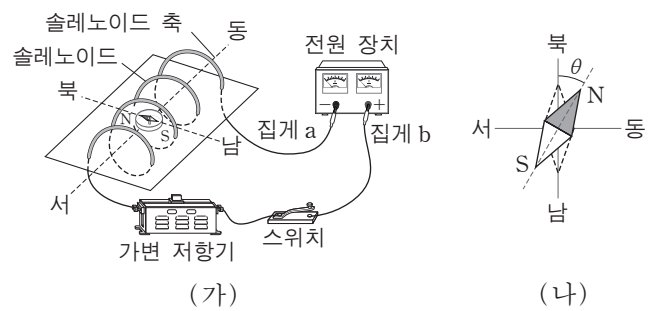 솔레노이드 축
동
전원 장치
솔레노이드
북
N
S
남
서
집게 a
집게 b
- +
가변 저항기
스위치
(가)
북
θ
N
서
동
S
남
(나)